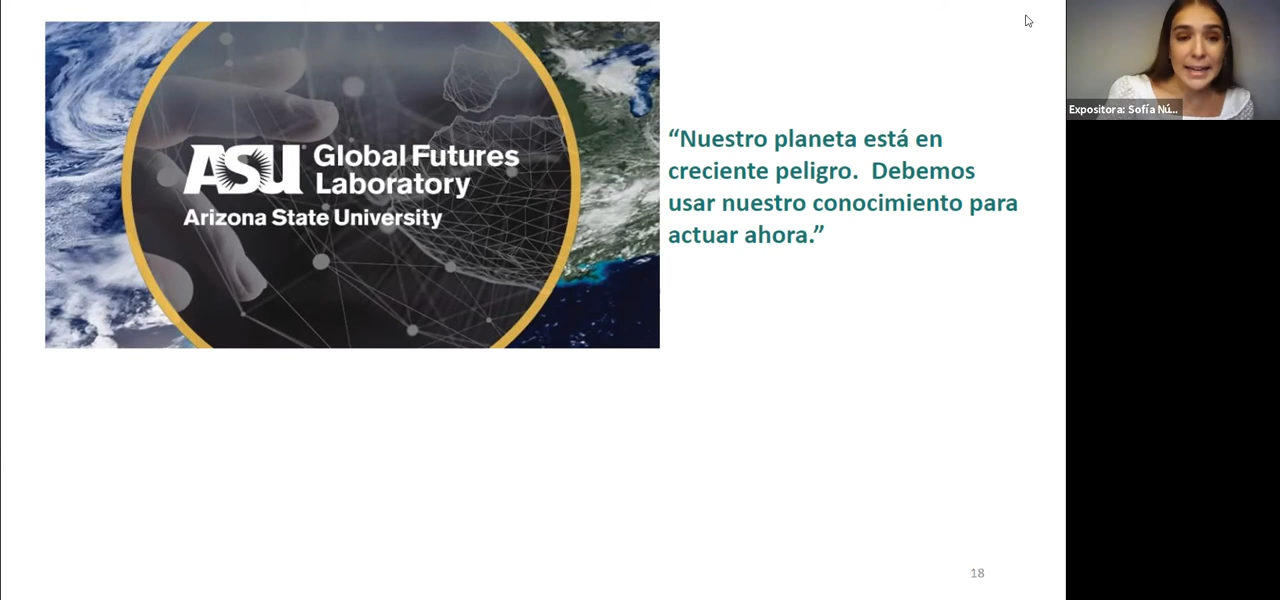 ASU Global Futures
Laboratory
Arizona State University
“Nuestro planeta está en
creciente peligro.  Debemos
usar nuestro conocimiento para
actuar ahora.”
Expositora: Sofía Nú...
18